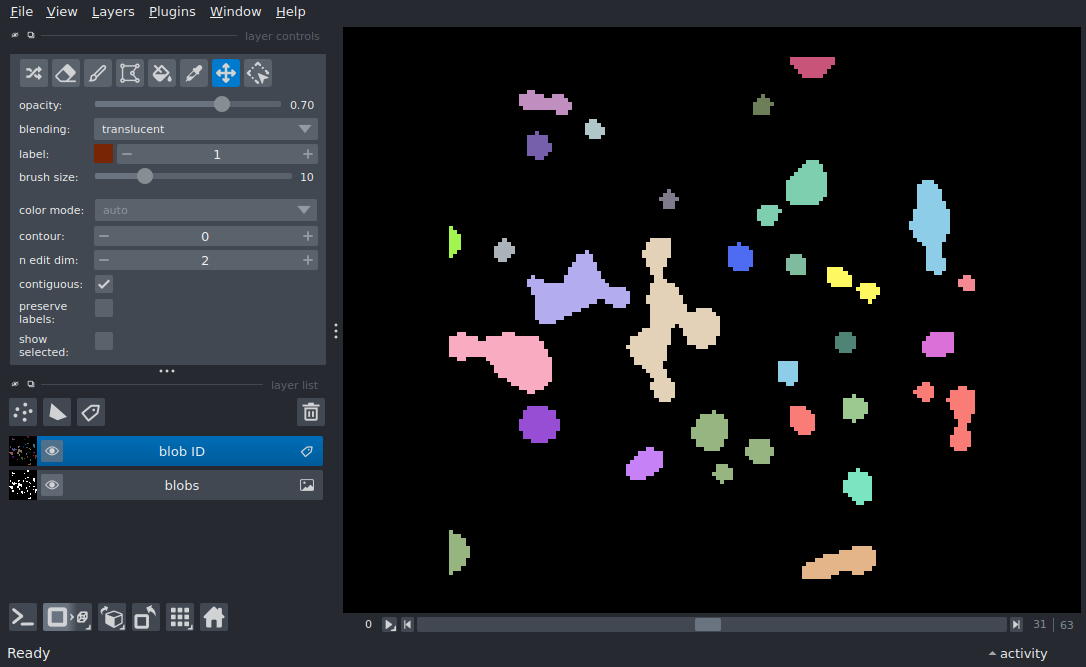 File View Layers Plugins Window Help
layer controls
opacity: 0.70
blending: translucent
label: 1
brush size: 10
color mode: auto
contour: 0
n edit dim: 2
contiguous:
preserve
labels:
show
selected:
layer list
blob ID
blobs
0 31 63
Ready activity